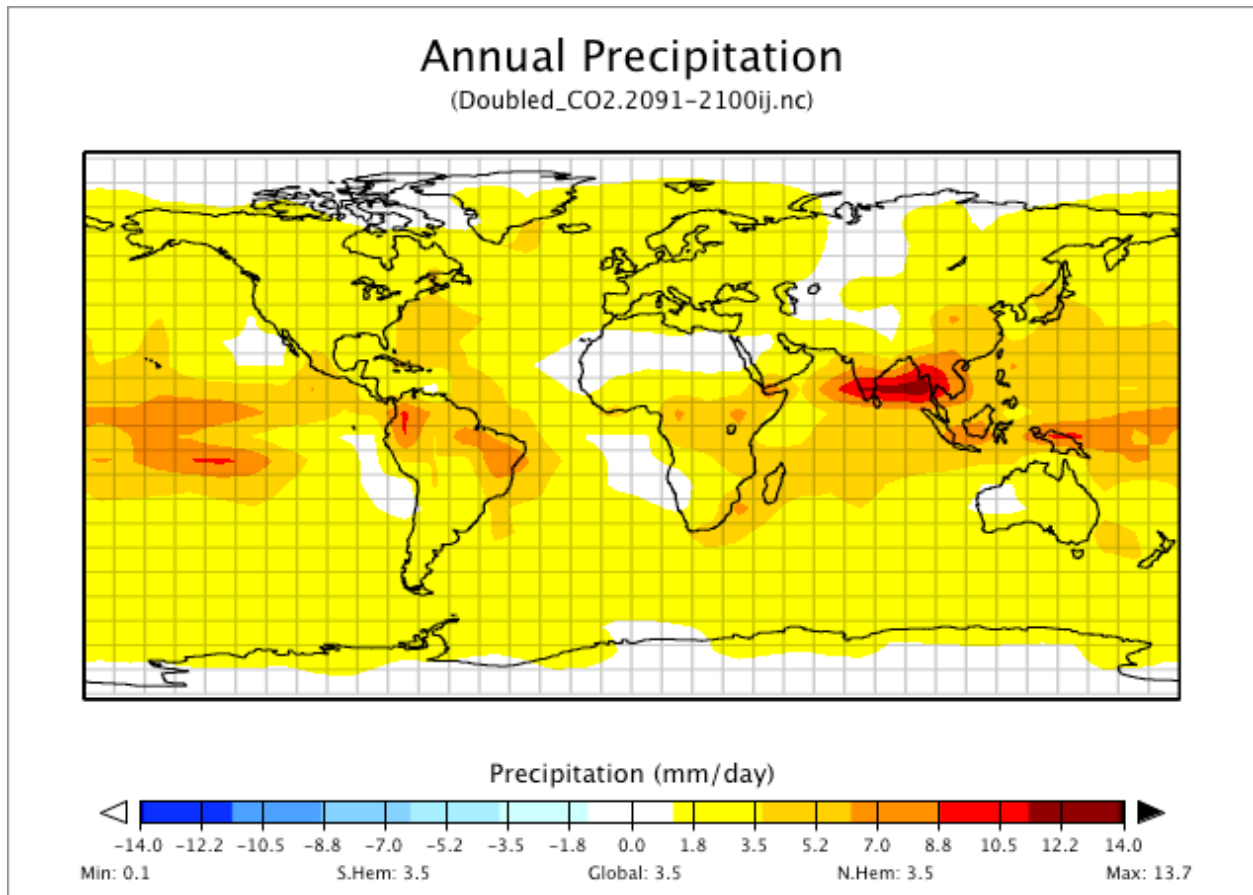 Annual Precipitation
(Doubled_CO2.2091-2100ij.nc)
Precipitation (mm/day)
-14.0 -12.2 -10.5 -8.8 -7.0 -5.2 -3.5 -1.8 0.0 1.8 3.5 5.2 7.0 8.8 10.5 12.2 14.0
Min: 0.1 S.Hem: 3.5 Global: 3.5 N.Hem: 3.5 Max: 13.7